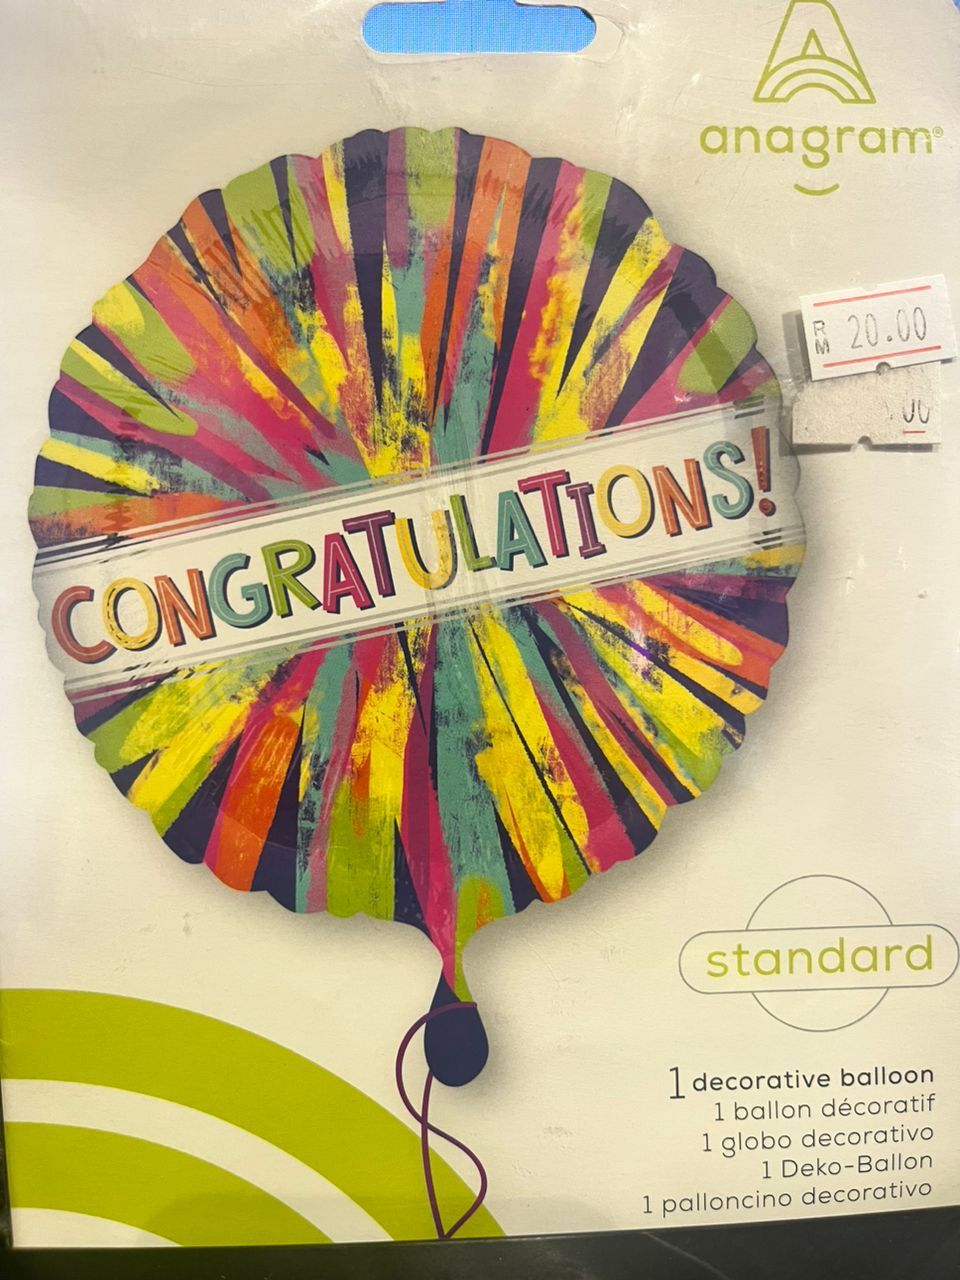 anagram®
RM 20.00
00
CONGRATULATIONS!
standard
1 decorative balloon
1 ballon décoratif
1 globo decorativo
1 Deko-Ballon
1 palloncino decorativo